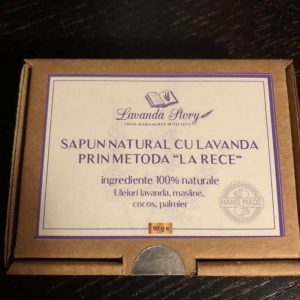 Lavanda Story
FROM MARAMURES WITH LOVE
SAPUN NATURAL CU LAVANDA
PRIN METODA "LA RECE"
ingrediente 100% naturale
Uleiuri lavanda, masline,
cocos, palmier
90 g e
HAND MADE